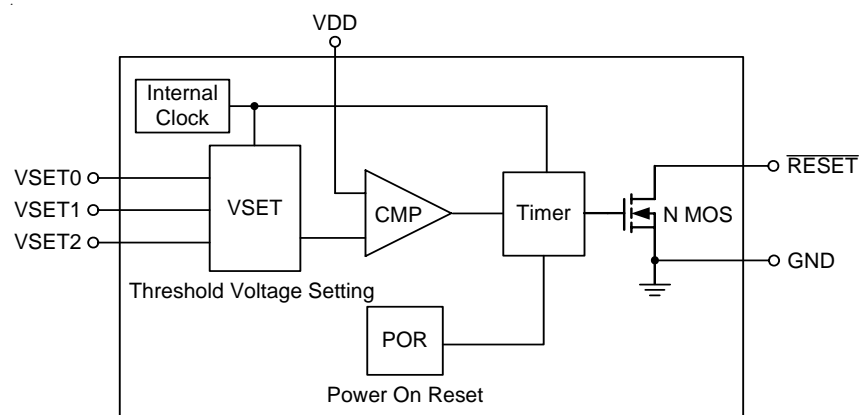 VDD
Internal
Clock
VSET0
VSET1
VSET2
VSET
CMP
Timer
N MOS
RESET
GND
Threshold Voltage Setting
POR
Power On Reset